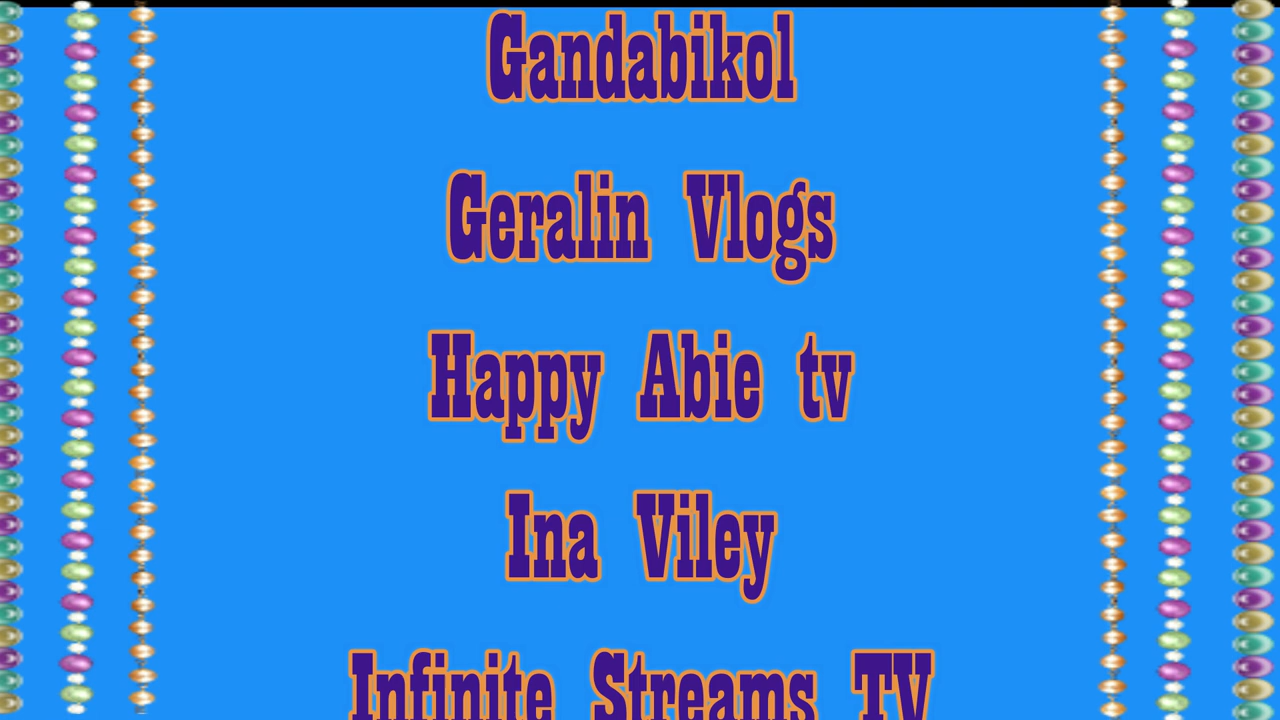 Gandabikol
Geralin Vlogs
Happy Abie tv
Ina Viley
Infinite Streams TV